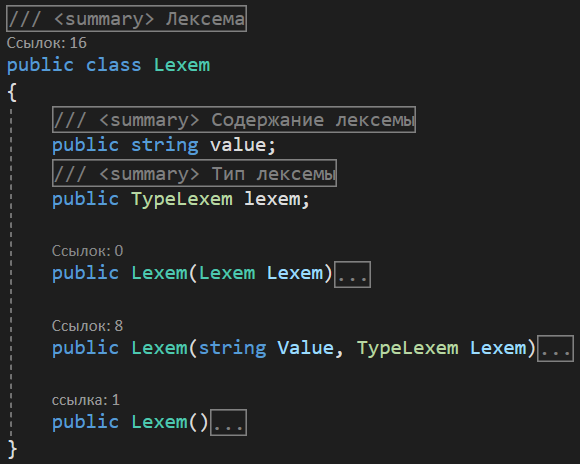 /// <summary> Лексема
Ссылок: 16
public class Lexem
{
/// <summary> Содержание лексемы
public string value;
/// <summary> Тип лексемы
public TypeLexem lexem;
Ссылок: 0
public Lexem(Lexem Lexem)...
Ссылок: 8
public Lexem(string Value, TypeLexem Lexem)...
ссылка: 1
public Lexem()...
}